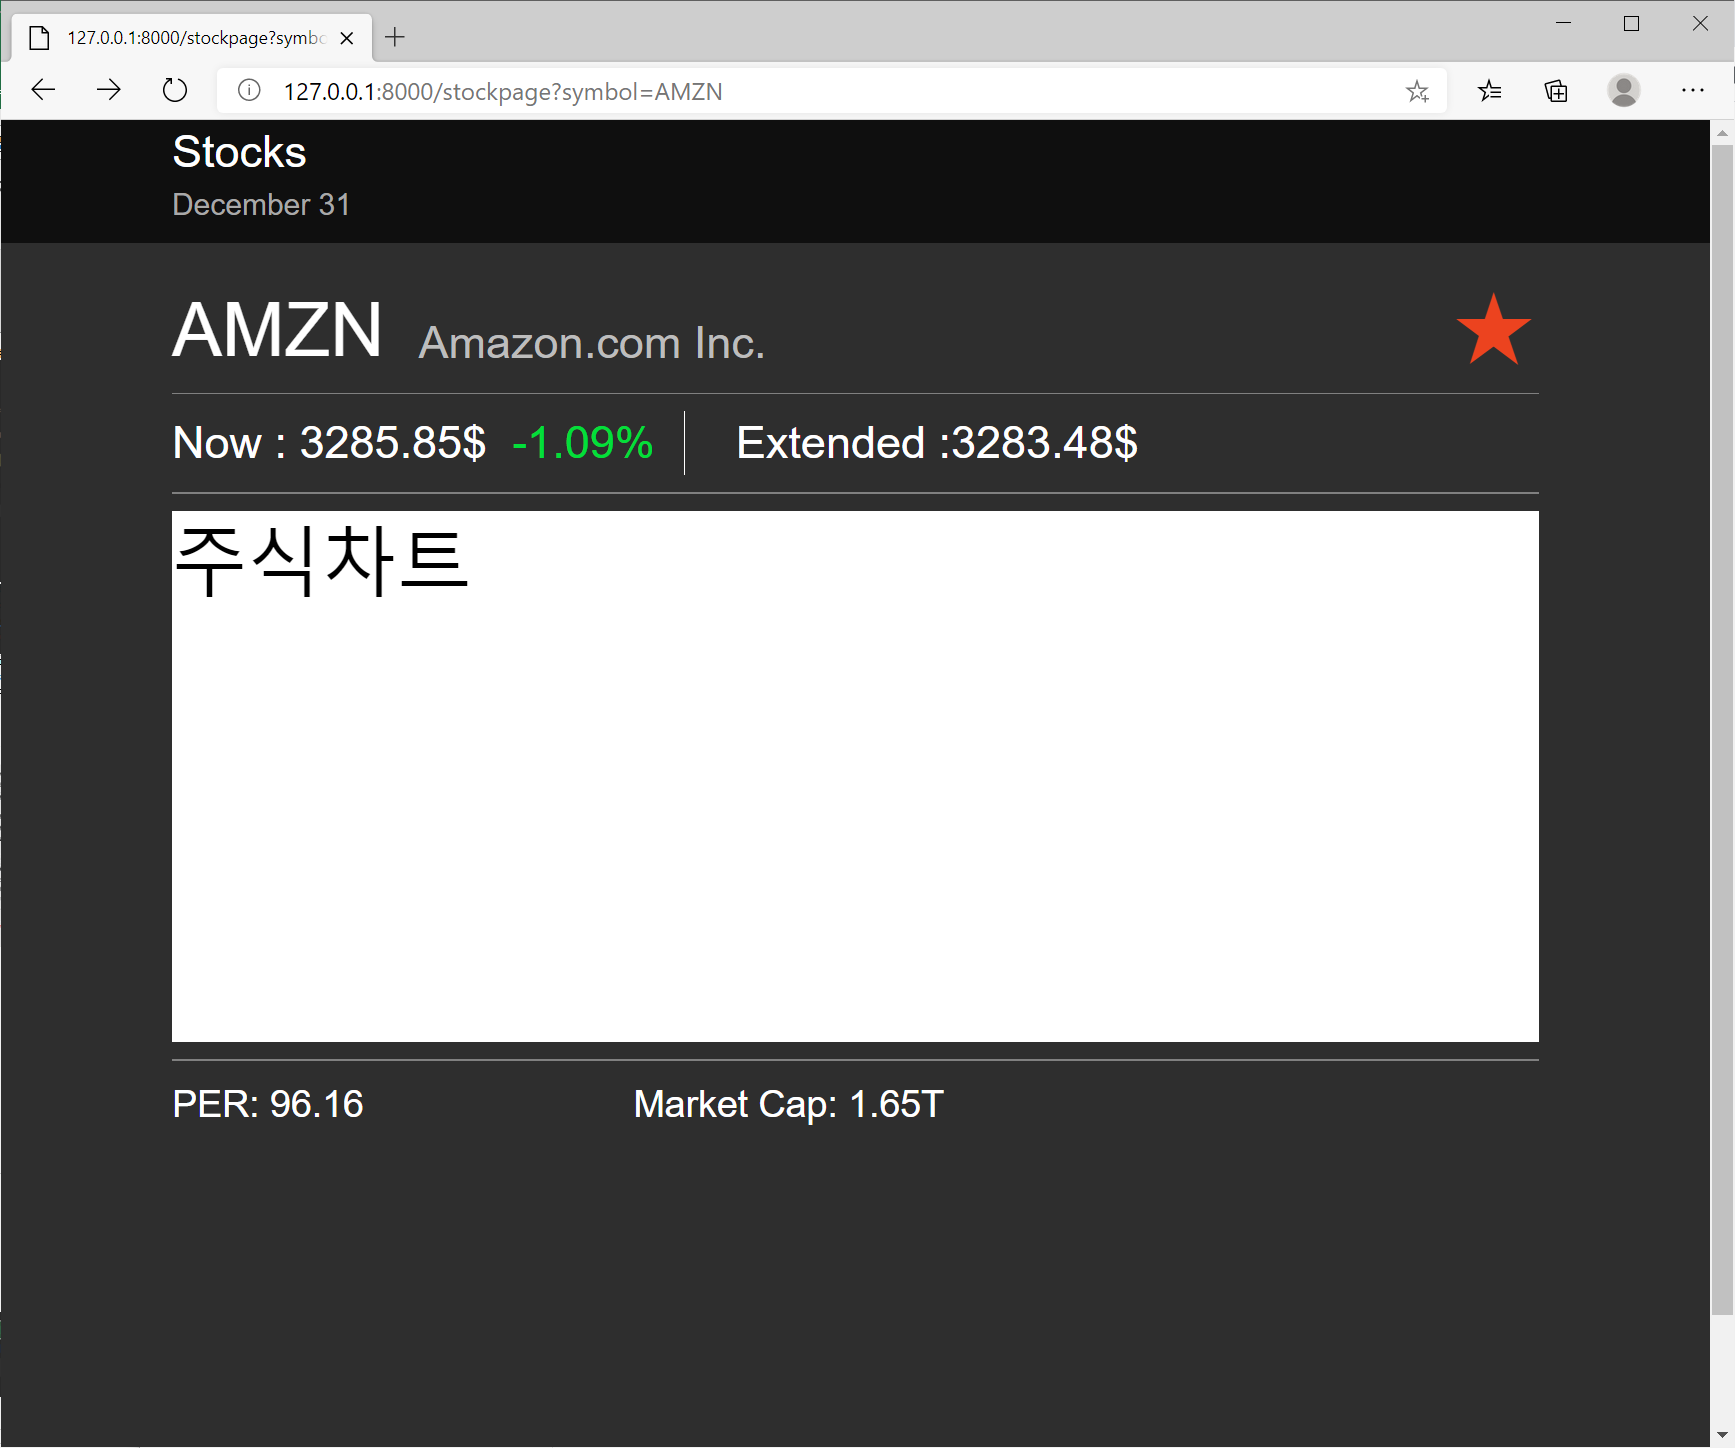 127.0.0.1:8000/stockpage?symbo
127.0.0.1:8000/stockpage?symbol=AMZN
Stocks
December 31
AMZN Amazon.com Inc.
Now : 3285.85$ -1.09% Extended :3283.48$
주식차트
PER: 96.16 Market Cap: 1.65T